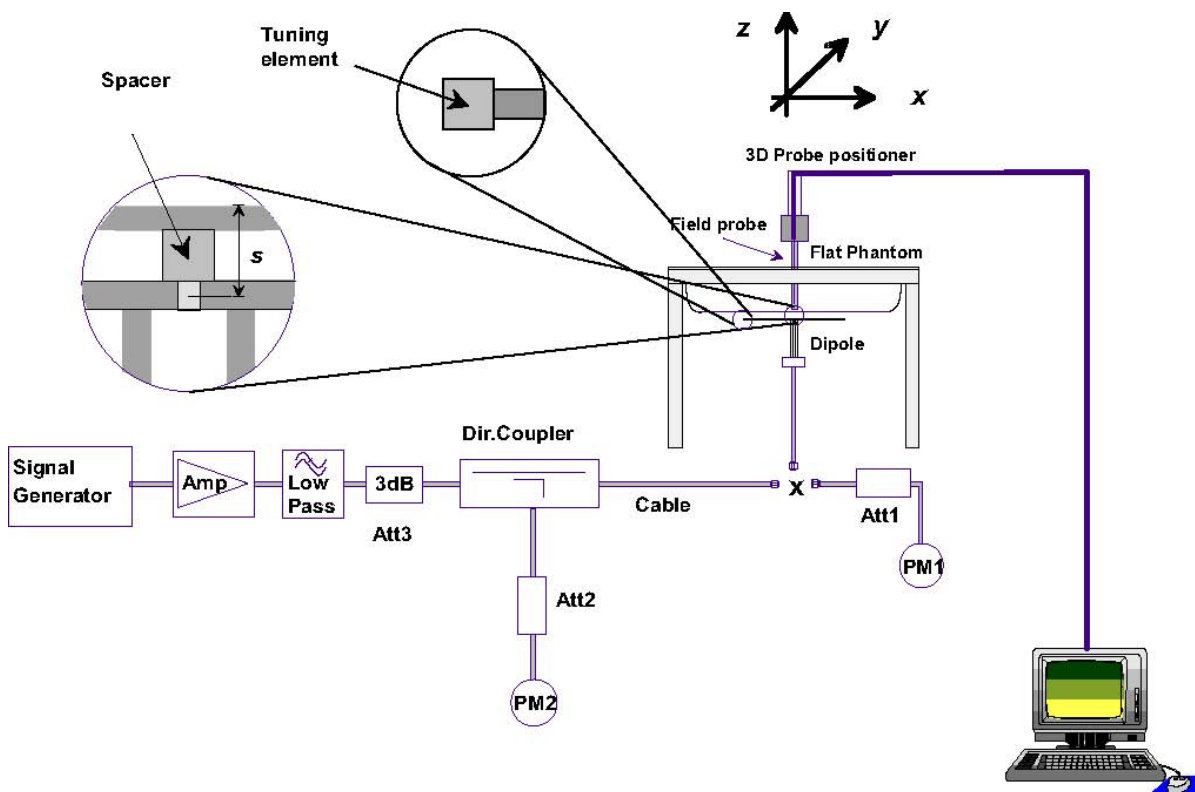 Tuning
element
Spacer
s
z
y
x
3D Probe positioner
Field probe
Flat Phantom
Dipole
Dir.Coupler
Signal
Generator
Amp
Low
Pass
3dB
Att3
Cable
X
Att1
PM1
Att2
PM2